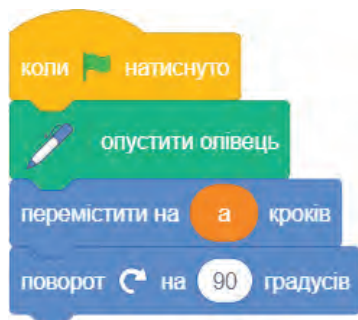 коли натиснуто
опустити олівець
перемістити на a кроків
поворот на 90 градусів